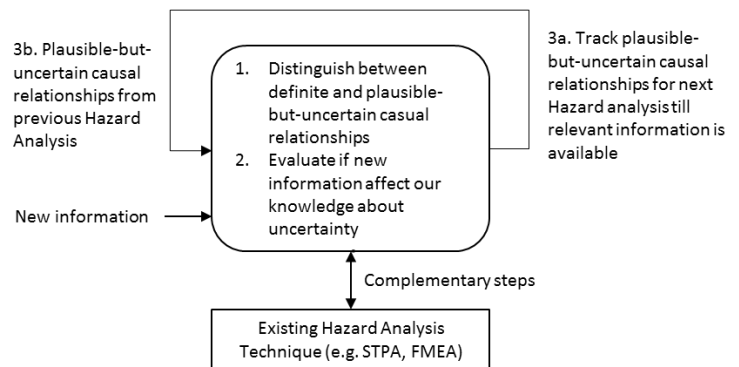 3b. Plausible-but-
uncertain causal
relationships from
previous Hazard
Analysis
New information
1. Distinguish between
definite and plausible-
but-uncertain casual
relationships
2. Evaluate if new
information affect our
knowledge about
uncertainty
3a. Track plausible-
but-uncertain causal
relationships for next
Hazard analysis till
relevant information is
available
Complementary steps
Existing Hazard Analysis
Technique (e.g. STPA, FMEA)